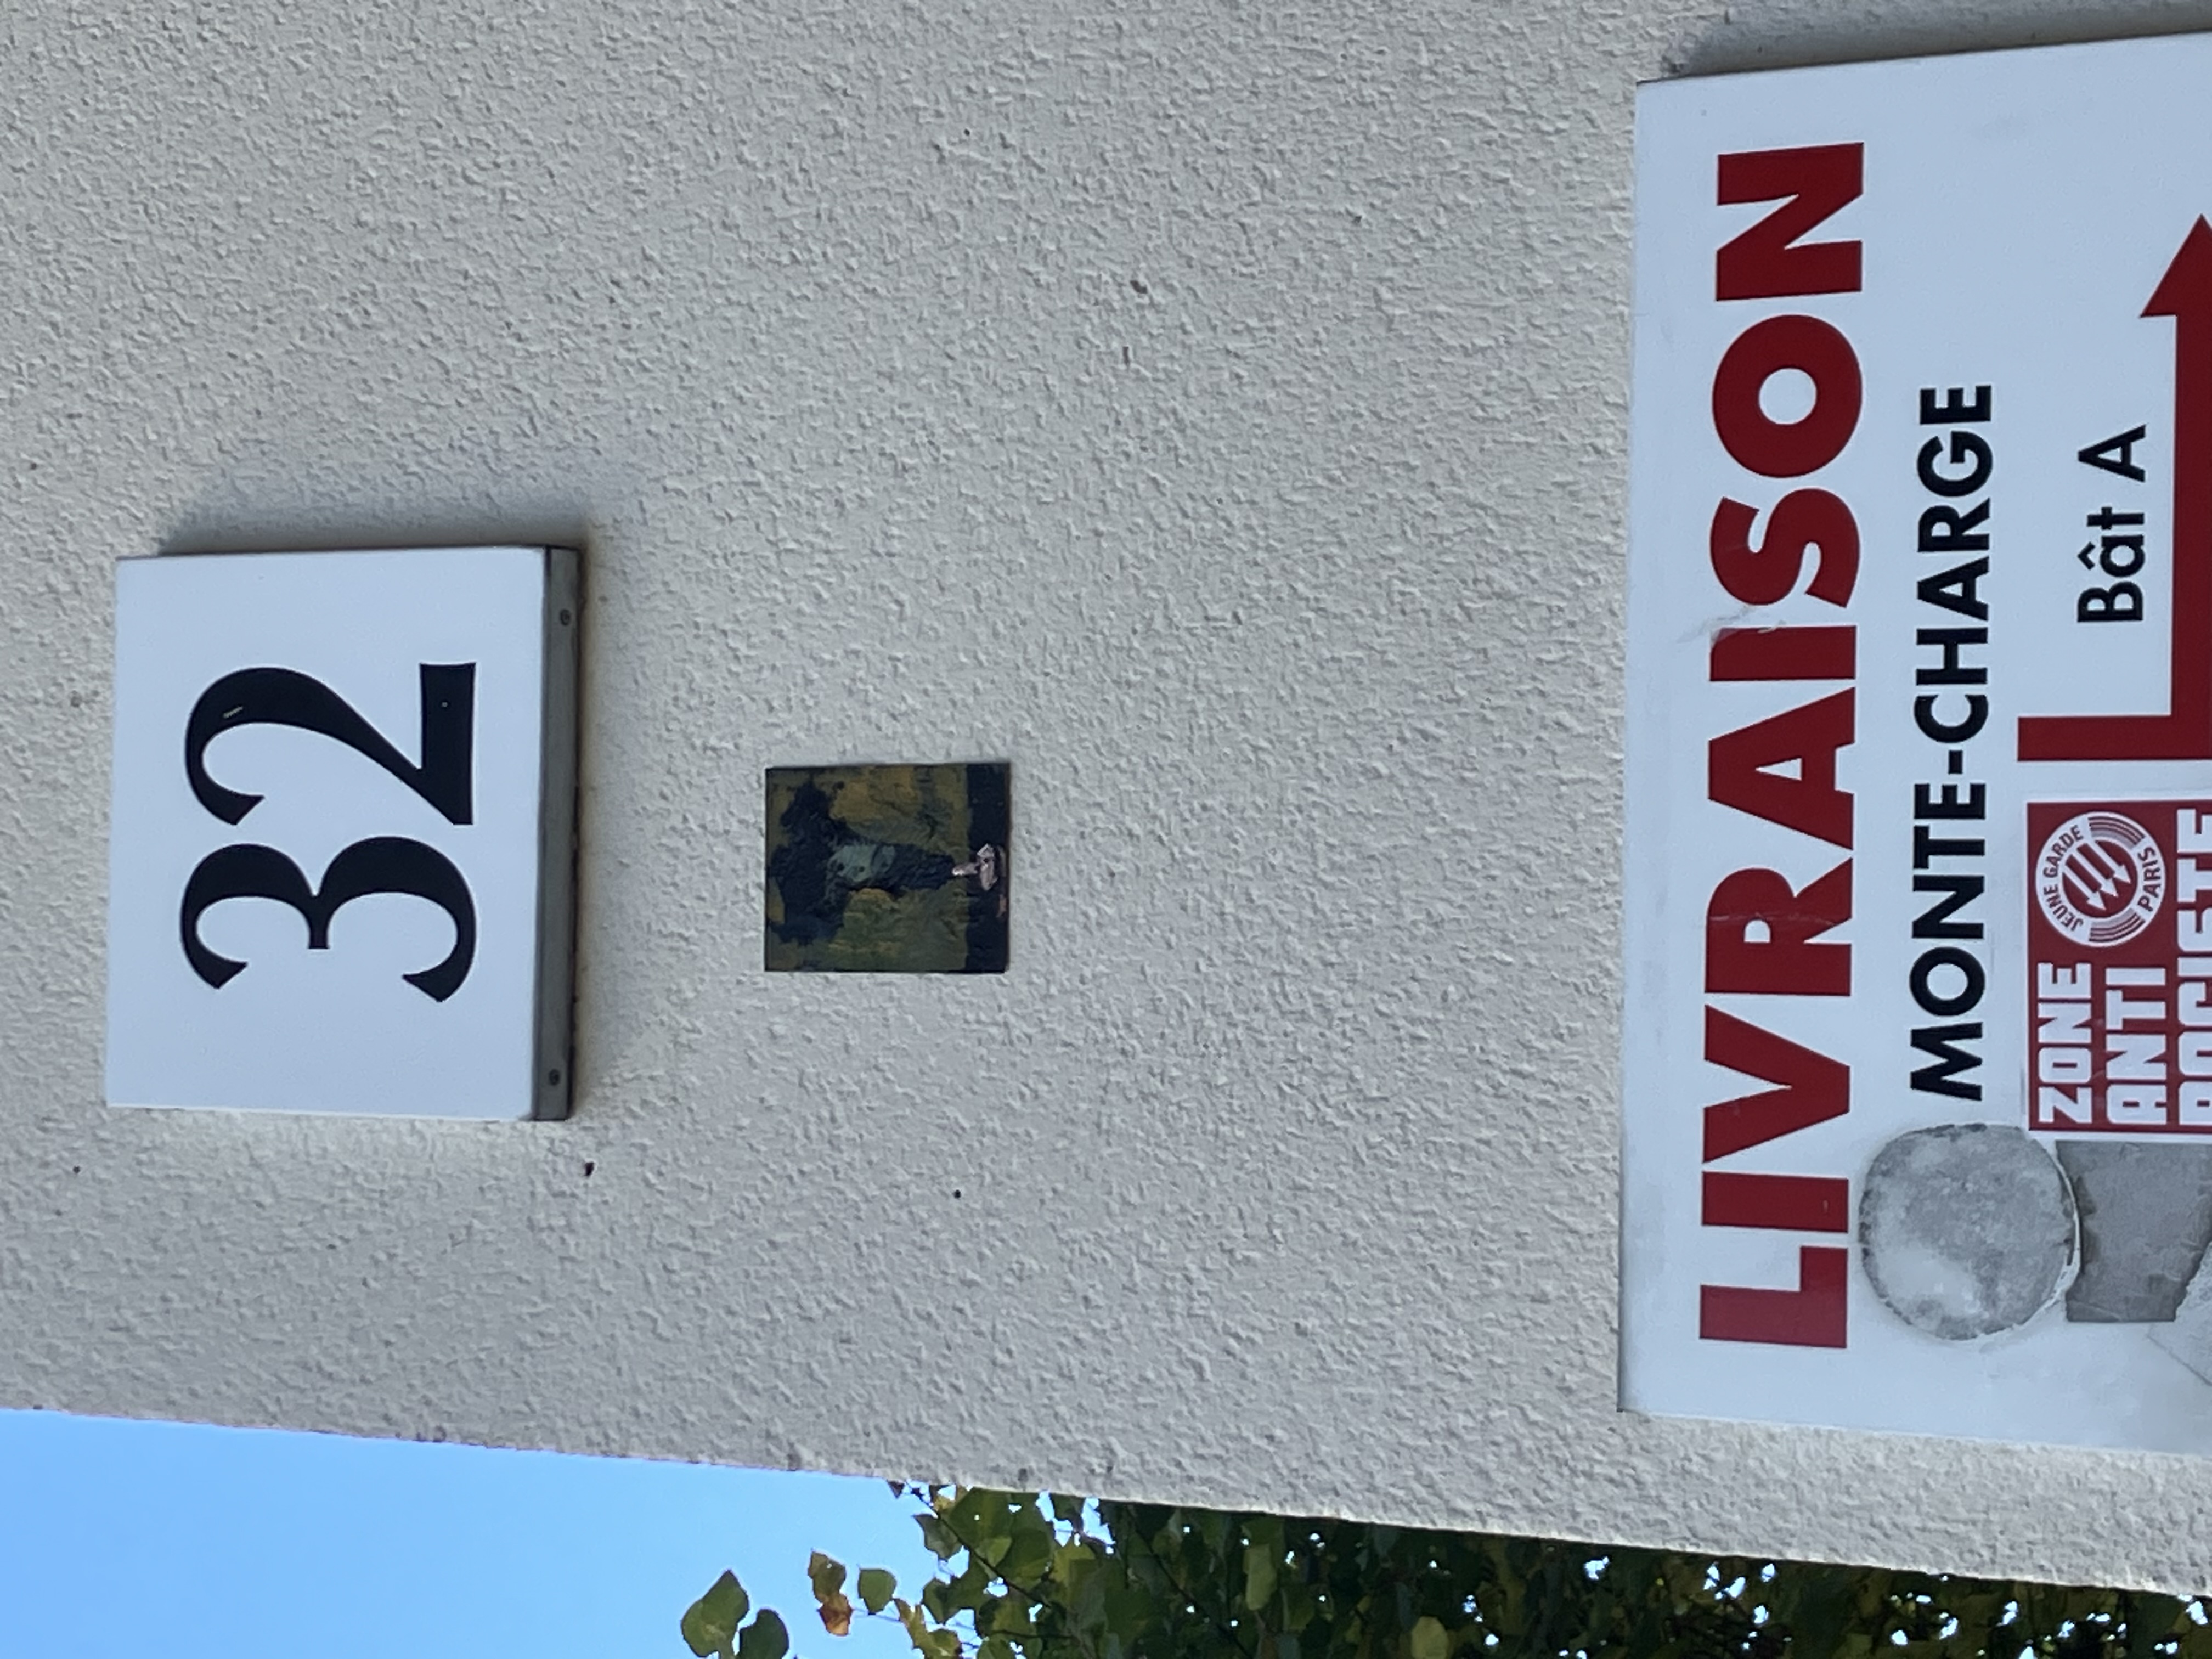 32
LIVRAISON
MONTE-CHARGE
Bât A
ZONE
ANTI
JEUNE GARDE
PARIS